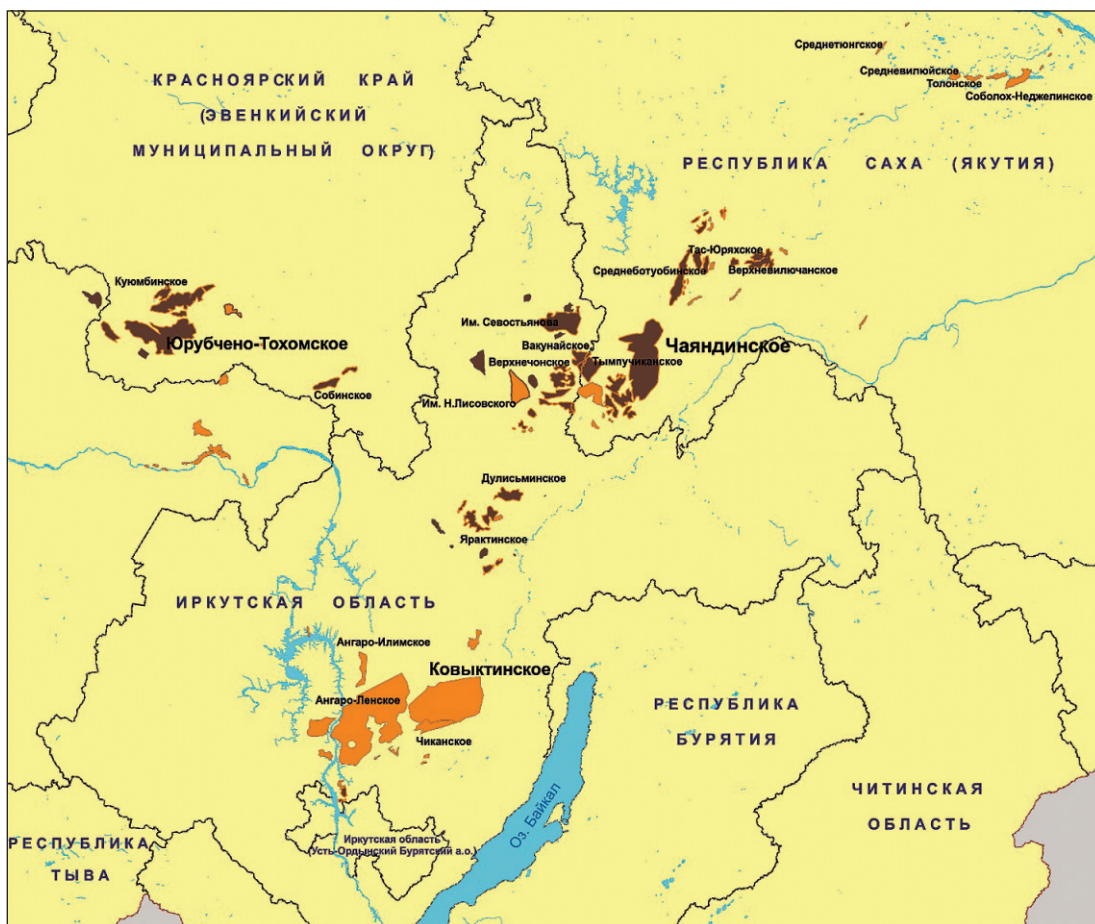 Среднетюнгское
КРАСНОЯРСКИЙ КРАЙ
(ЭВЕНКИЙСКИЙ
МУНИЦИПАЛЬНЫЙ ОКРУГ)
Средневилюйское
Толонское
Соболох-Неджелинское
РЕСПУБЛИКА САХА (ЯКУТИЯ)
Тас-Юряхское
Среднеботуобинское
Верхневилючанское
Куюмбинское
Юрубчено-Тохомское
Им. Севостьянова
Вакунайское
Чаяндинское
Верхнечонское
Тымпучиканское
Собинское
Им. Н.Лисовского
Дулисьминское
Ярактинское
ИРКУТСКАЯ ОБЛАСТЬ
Ангаро-Илимское
Ковыктинское
Ангаро-Ленское
Чиканское
РЕСПУБЛИКА
БУРЯТИЯ
ЧИТИНСКАЯ
ОБЛАСТЬ
Оз. Байкал
РЕСПУБЛИКА
ТЫВА
Иркутская область
(Усть-Ордынский Бурятсий а.о.)